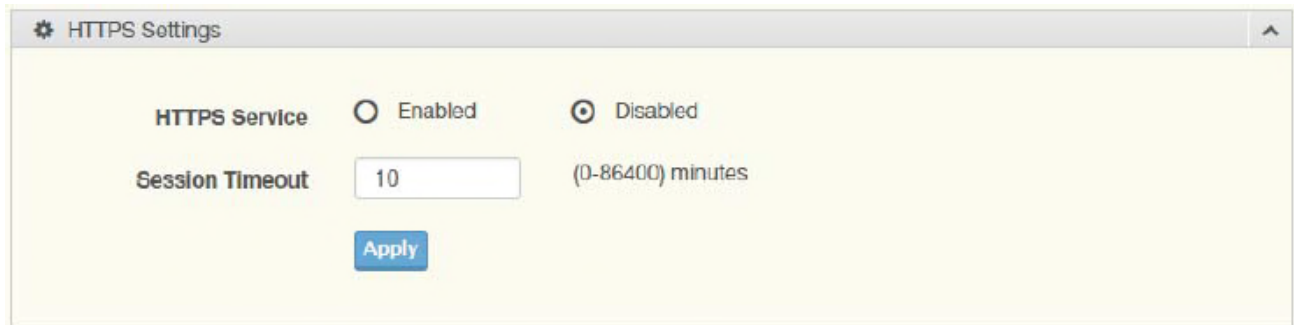 HTTPS Settings
HTTPS Service Enabled Disabled
Session Timeout 10 (0-86400) minutes
Apply